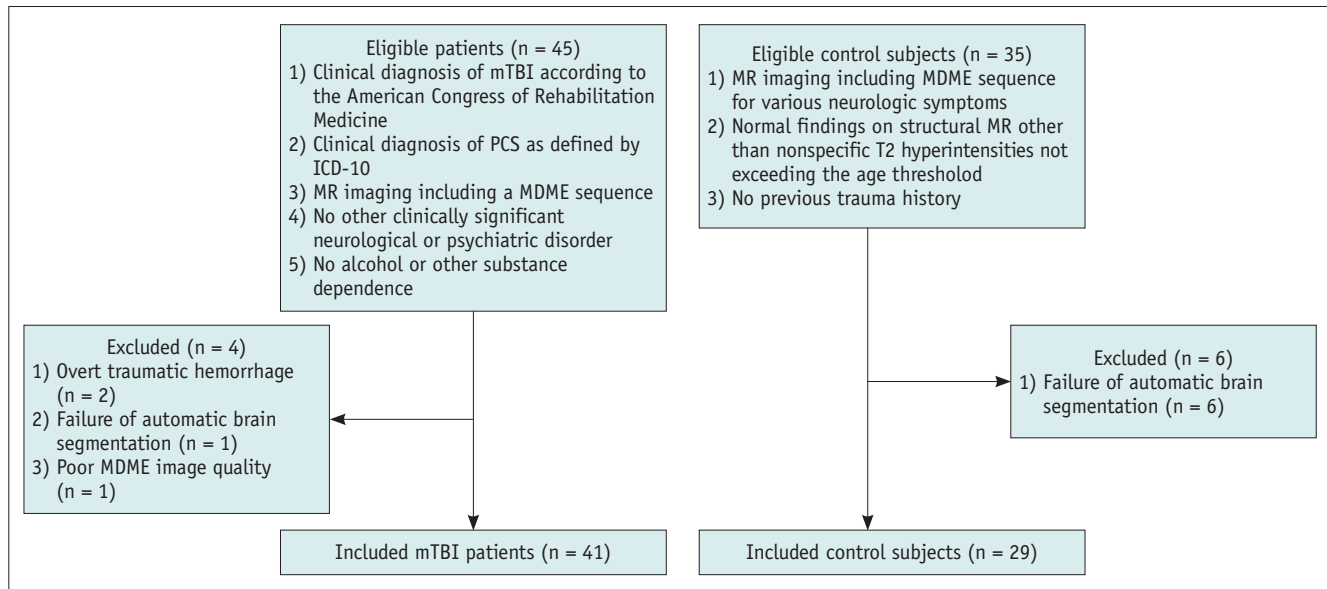 Eligible patients (n = 45)
1) Clinical diagnosis of mTBI according to
the American Congress of Rehabilitation
Medicine
2) Clinical diagnosis of PCS as defined by
ICD-10
3) MR imaging including a MDME sequence
4) No other clinically significant
neurological or psychiatric disorder
5) No alcohol or other substance
dependence
Eligible control subjects (n = 35)
1) MR imaging including MDME sequence
for various neurologic symptoms
2) Normal findings on structural MR other
than nonspecific T2 hyperintensities not
exceeding the age thresholod
3) No previous trauma history
Excluded (n = 4)
1) Overt traumatic hemorrhage
(n = 2)
2) Failure of automatic brain
segmentation (n = 1)
3) Poor MDME image quality
(n = 1)
Excluded (n = 6)
1) Failure of automatic brain
segmentation (n = 6)
Included mTBI patients (n = 41)
Included control subjects (n = 29)